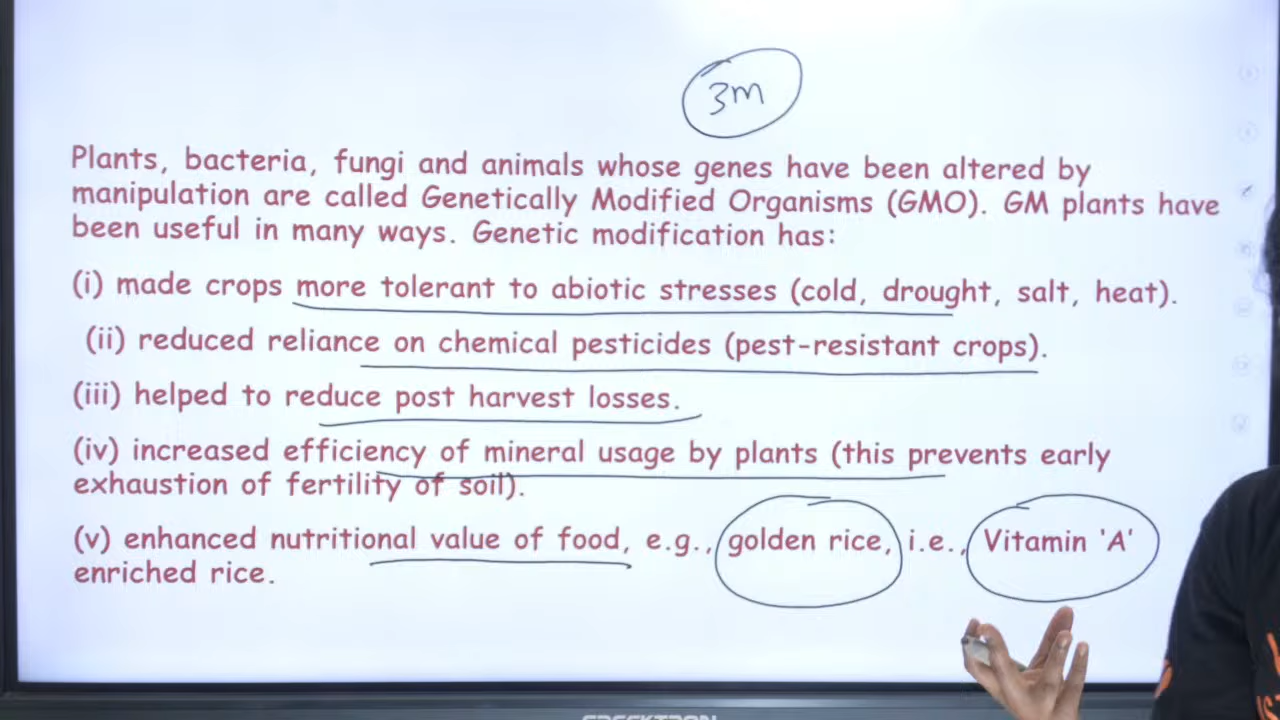 3m
Plants, bacteria, fungi and animals whose genes have been altered by
manipulation are called Genetically Modified Organisms (GMO). GM plants have
been useful in many ways. Genetic modification has:
(i) made crops more tolerant to abiotic stresses (cold, drought, salt, heat).
(ii) reduced reliance on chemical pesticides (pest-resistant crops).
(iii) helped to reduce post harvest losses.
(iv) increased efficiency of mineral usage by plants (this prevents early
exhaustion of fertility of soil).
(v) enhanced nutritional value of food, e.g., golden rice, i.e., Vitamin 'A'
enriched rice.